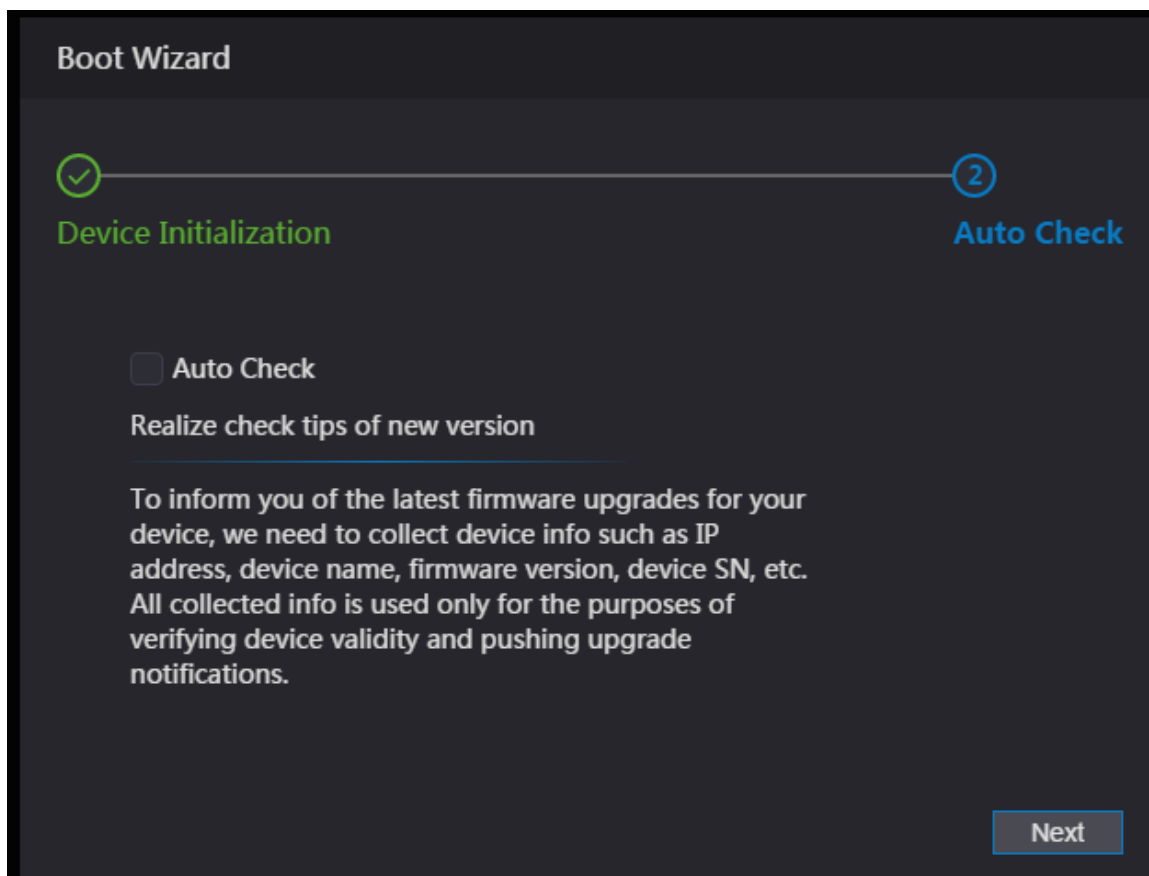 Boot Wizard
2
Device Initialization
Auto Check
Auto Check
Realize check tips of new version
To inform you of the latest firmware upgrades for your
device, we need to collect device info such as IP
address, device name, firmware version, device SN, etc.
All collected info is used only for the purposes of
verifying device validity and pushing upgrade
notifications.
Next